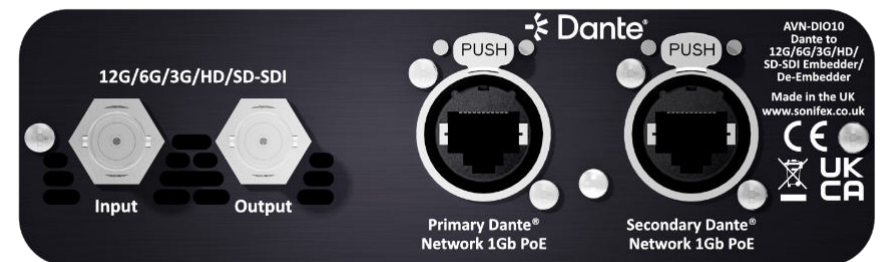 12G/6G/3G/HD/SD-SDI
Input
Output
Dante®
PUSH
PUSH
Primary Dante®
Network 1Gb PoE
Secondary Dante®
Network 1Gb PoE
AVN-DIO10
Dante to
12G/6G/3G/HD/
SD-SDI Embedder/
De-Embedder
Made in the UK
www.sonifex.co.uk
CE
UK
CA